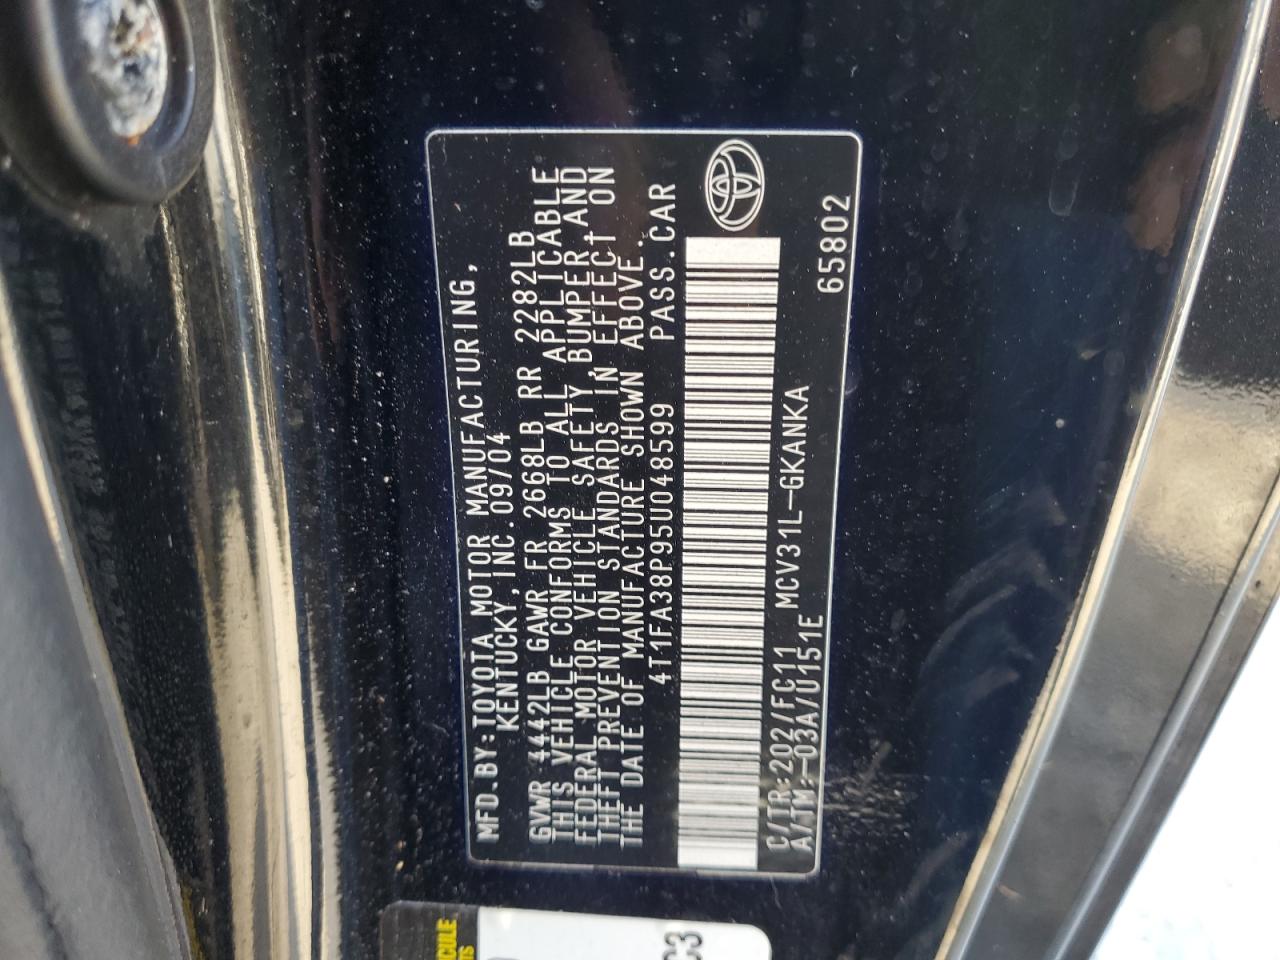 MFD.BY:TOYOTA MOTOR MANUFACTURING,
KENTUCKY,INC.09/04
GVWR 4442LB GAWR FR 2668LB RR 2282LB
THIS VEHICLE CONFORMS TO ALL APPLICABLE
FEDERAL MOTOR VEHICLE SAFETY,BUMPER,AND
THEFT PREVENTION STANDARDS IN EFFECT ON
THE DATE OF MANUFACTURE SHOWN ABOVE.
4T1FA38P95U048599 PASS.CAR
C/TR:202/FC11 MCV31L-GKANKA
A/TM:-03A/U151E
65802
C3